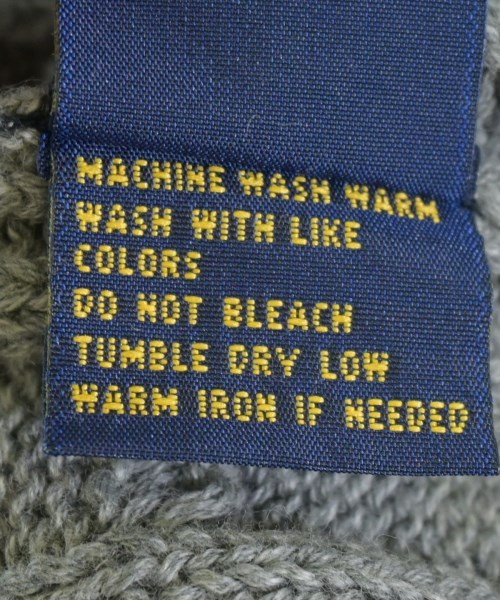 MACHINE WASH WARM
WASH WITH LIKE
COLORS
DO NOT BLEACH
TUMBLE DRY LOW
WARM IRON IF NEEDED